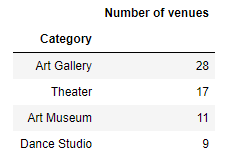 Number of venues
Category
Art Gallery 28
Theater 17
Art Museum 11
Dance Studio 9